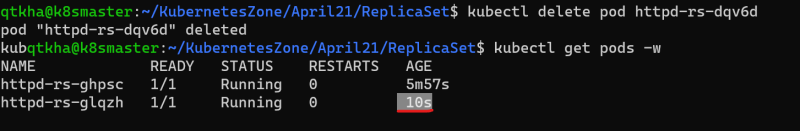 qtkha@k8smaster:~/KubernetesZone/April21/ReplicaSet$ kubectl delete pod httpd-rs-dqv6d
pod "httpd-rs-dqv6d" deleted
kubqtkha@k8smaster:~/KubernetesZone/April21/ReplicaSet$ kubectl get pods -w
NAME READY STATUS RESTARTS AGE
httpd-rs-ghpsc 1/1 Running 0 5m57s
httpd-rs-glqzh 1/1 Running 0 10s